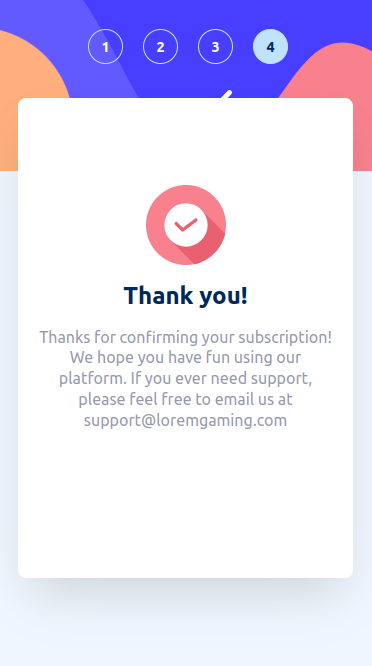 1 2 3 4
Thank you!
Thanks for confirming your subscription!
We hope you have fun using our
platform. If you ever need support,
please feel free to email us at
support@loremgaming.com